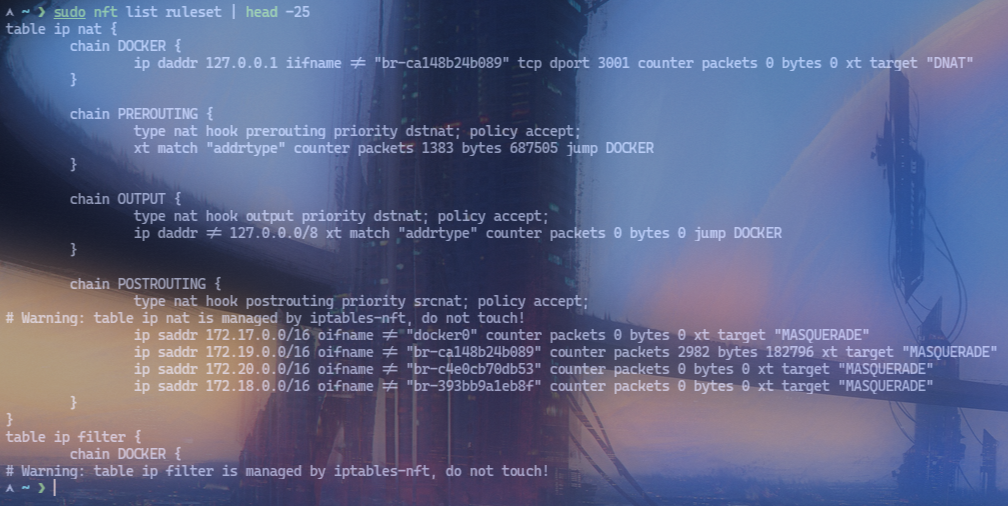 ^ ~ ❯ sudo nft list ruleset | head -25
table ip nat {
        chain DOCKER {
                ip daddr 127.0.0.1 iifname != "br-ca148b24b089" tcp dport 3001 counter packets 0 bytes 0 xt target "DNAT"
        }

        chain PREROUTING {
                type nat hook prerouting priority dstnat; policy accept;
                xt match "addrtype" counter packets 1383 bytes 687505 jump DOCKER
        }

        chain OUTPUT {
                type nat hook output priority dstnat; policy accept;
                ip daddr != 127.0.0.0/8 xt match "addrtype" counter packets 0 bytes 0 jump DOCKER
        }

        chain POSTROUTING {
                type nat hook postrouting priority srcnat; policy accept;
# Warning: table ip nat is managed by iptables-nft, do not touch!
                ip saddr 172.17.0.0/16 oifname != "docker0" counter packets 0 bytes 0 xt target "MASQUERADE"
                ip saddr 172.19.0.0/16 oifname != "br-ca148b24b089" counter packets 2982 bytes 182796 xt target "MASQUERADE"
                ip saddr 172.20.0.0/16 oifname != "br-c4e0cb70db53" counter packets 0 bytes 0 xt target "MASQUERADE"
                ip saddr 172.18.0.0/16 oifname != "br-393bb9a1eb8f" counter packets 0 bytes 0 xt target "MASQUERADE"
        }
}
table ip filter {
        chain DOCKER {
# Warning: table ip filter is managed by iptables-nft, do not touch!
^ ~ ❯